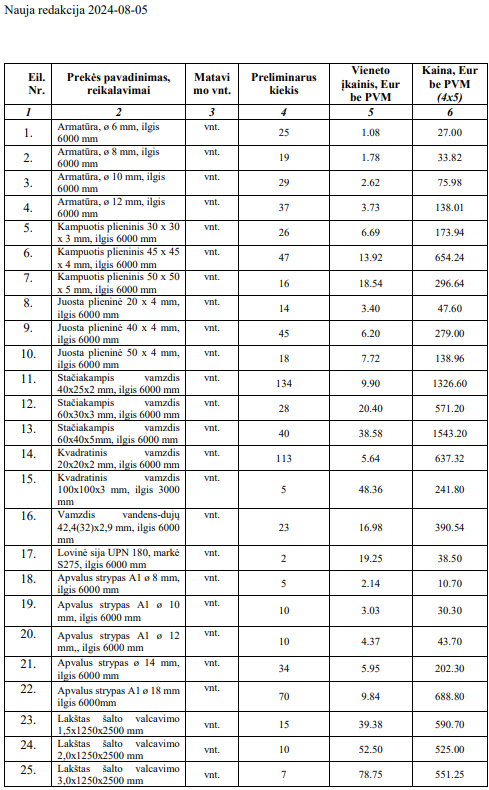 Nauja redakcija 2024-08-05
Eil. Nr. Prekės pavadinimas, reikalavimai Matavi mo vnt. Preliminarus kiekis Vieneto įkainis, Eur be PVM Kaina, Eur be PVM (4x5)
1 2 3 4 5 6
1. Armatūra, ø 6 mm, ilgis 6000 mm vnt. 25 1.08 27.00
2. Armatūra, ø 8 mm, ilgis 6000 mm vnt. 19 1.78 33.82
3. Armatūra, ø 10 mm, ilgis 6000 mm vnt. 29 2.62 75.98
4. Armatūra, ø 12 mm, ilgis 6000 mm vnt. 37 3.73 138.01
5. Kampuotis plieninis 30 x 30 x 3 mm, ilgis 6000 mm vnt. 26 6.69 173.94
6. Kampuotis plieninis 45 x 45 x 4 mm, ilgis 6000 mm vnt. 47 13.92 654.24
7. Kampuotis plieninis 50 x 50 x 5 mm, ilgis 6000 mm vnt. 16 18.54 296.64
8. Juosta plieninė 20 x 4 mm, ilgis 6000 mm vnt. 14 3.40 47.60
9. Juosta plieninė 40 x 4 mm, ilgis 6000 mm vnt. 45 6.20 279.00
10. Juosta plieninė 50 x 4 mm, ilgis 6000 mm vnt. 18 7.72 138.96
11. Stačiakampis vamzdis 40x25x2 mm, ilgis 6000 mm vnt. 134 9.90 1326.60
12. Stačiakampis vamzdis 60x30x3 mm, ilgis 6000 mm vnt. 28 20.40 571.20
13. Stačiakampis vamzdis 60x40x5mm, ilgis 6000 mm vnt. 40 38.58 1543.20
14. Kvadratinis vamzdis 20x20x2 mm, ilgis 6000 mm vnt. 113 5.64 637.32
15. Kvadratinis vamzdis 100x100x3 mm, ilgis 3000 mm vnt. 5 48.36 241.80
16. Vamzdis vandens-dujų 42,4(32)x2,9 mm, ilgis 6000 mm vnt. 23 16.98 390.54
17. Lovinė sija UPN 180, markė S275, ilgis 6000 mm vnt. 2 19.25 38.50
18. Apvalus strypas A1 ø 8 mm, ilgis 6000 mm vnt. 5 2.14 10.70
19. Apvalus strypas A1 ø 10 mm, ilgis 6000 mm vnt. 10 3.03 30.30
20. Apvalus strypas A1 ø 12 mm,, ilgis 6000 mm vnt. 10 4.37 43.70
21. Apvalus strypas ø 14 mm, ilgis 6000 mm vnt. 34 5.95 202.30
22. Apvalus strypas A1 ø 18 mm ilgis 6000mm vnt. 70 9.84 688.80
23. Lakštas šalto valcavimo 1,5x1250x2500 mm vnt. 15 39.38 590.70
24. Lakštas šalto valcavimo 2,0x1250x2500 mm vnt. 10 52.50 525.00
25. Lakštas šalto valcavimo 3,0x1250x2500 mm vnt. 7 78.75 551.25